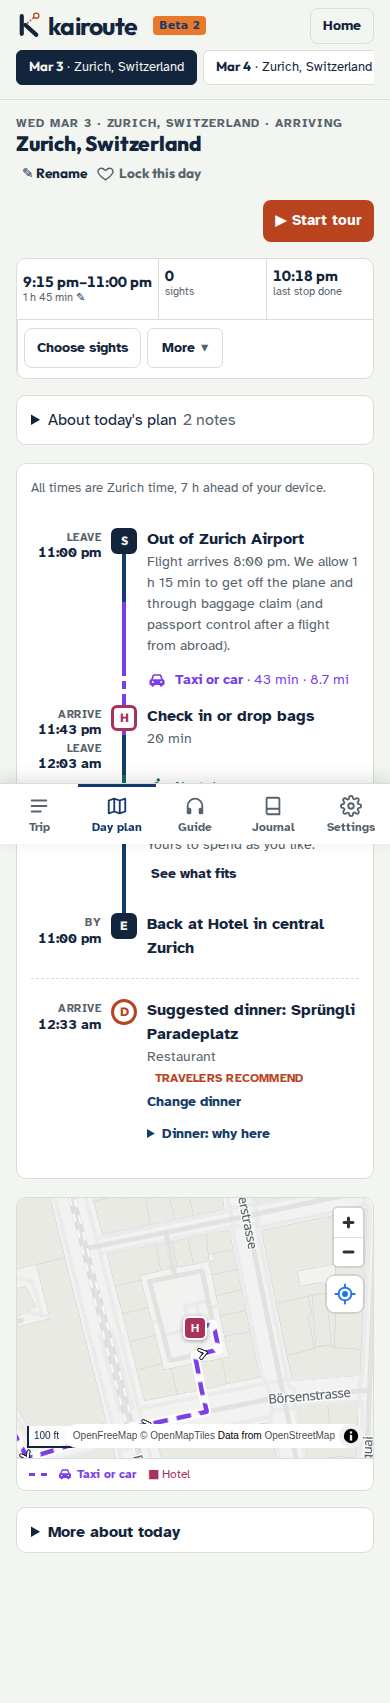 kairoute
Beta 2
Home
Mar 3 · Zurich, Switzerland
Mar 4 · Zurich, Switzerland
WED MAR 3 · ZURICH, SWITZERLAND · ARRIVING
Zurich, Switzerland
✎ Rename
Lock this day
▶ Start tour
9:15 pm–11:00 pm
1 h 45 min ✎
0
sights
10:18 pm
last stop done
Choose sights
More ▼
▶ About today's plan 2 notes
All times are Zurich time, 7 h ahead of your device.
LEAVE
11:00 pm
S
Out of Zurich Airport
Flight arrives 8:00 pm. We allow 1
h 15 min to get off the plane and
through baggage claim (and
passport control after a flight
from abroad).
Taxi or car · 43 min · 8.7 mi
ARRIVE
11:43 pm
LEAVE
12:03 am
H
Check in or drop bags
20 min
Trip
Day plan
Guide
Journal
Settings
Yours to spend as you like.
See what fits
BY
11:00 pm
E
Back at Hotel in central
Zurich
ARRIVE
12:33 am
D
Suggested dinner: Sprüngli
Paradeplatz
Restaurant
TRAVELERS RECOMMEND
Change dinner
▶ Dinner: why here
erstrasse
+
−
H
Börsenstrasse
100 ft
OpenFreeMap © OpenMapTiles Data from OpenStreetMap
Taxi or car
Hotel
▶ More about today